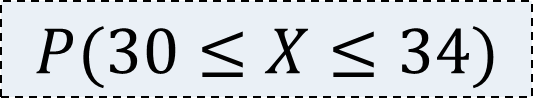 P(30 ≤ X ≤ 34)